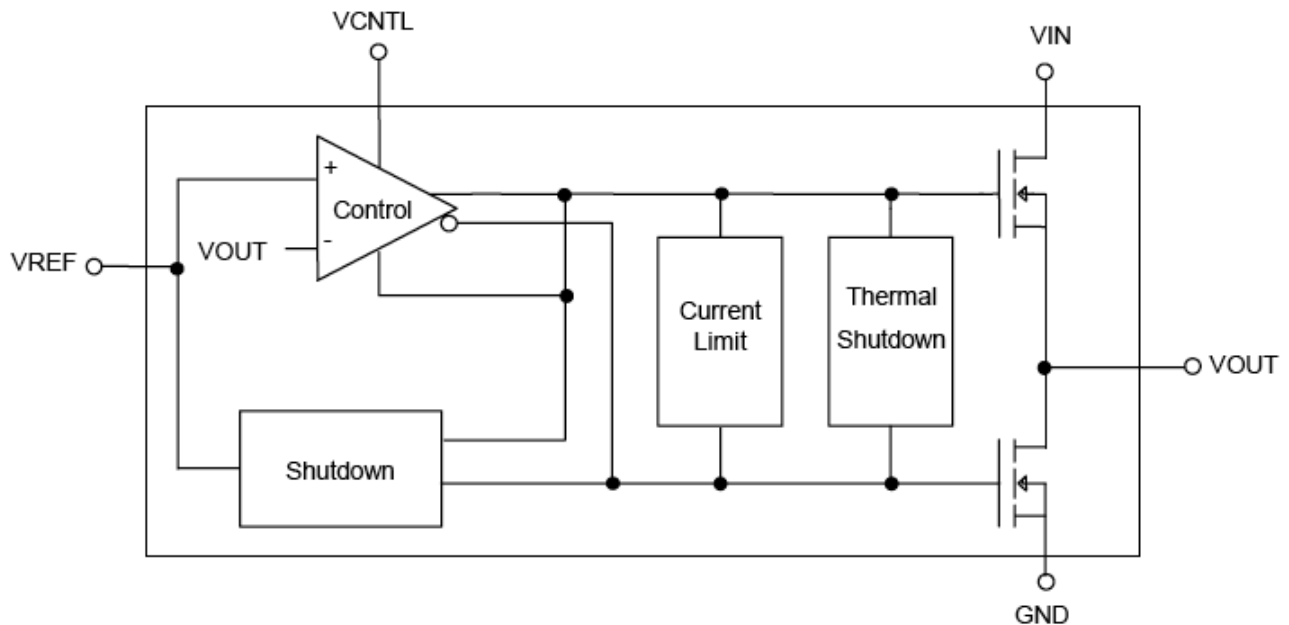 VCNTL
VIN
+
Control
VOUT -
VREF
Current
Limit
Thermal
Shutdown
VOUT
Shutdown
GND